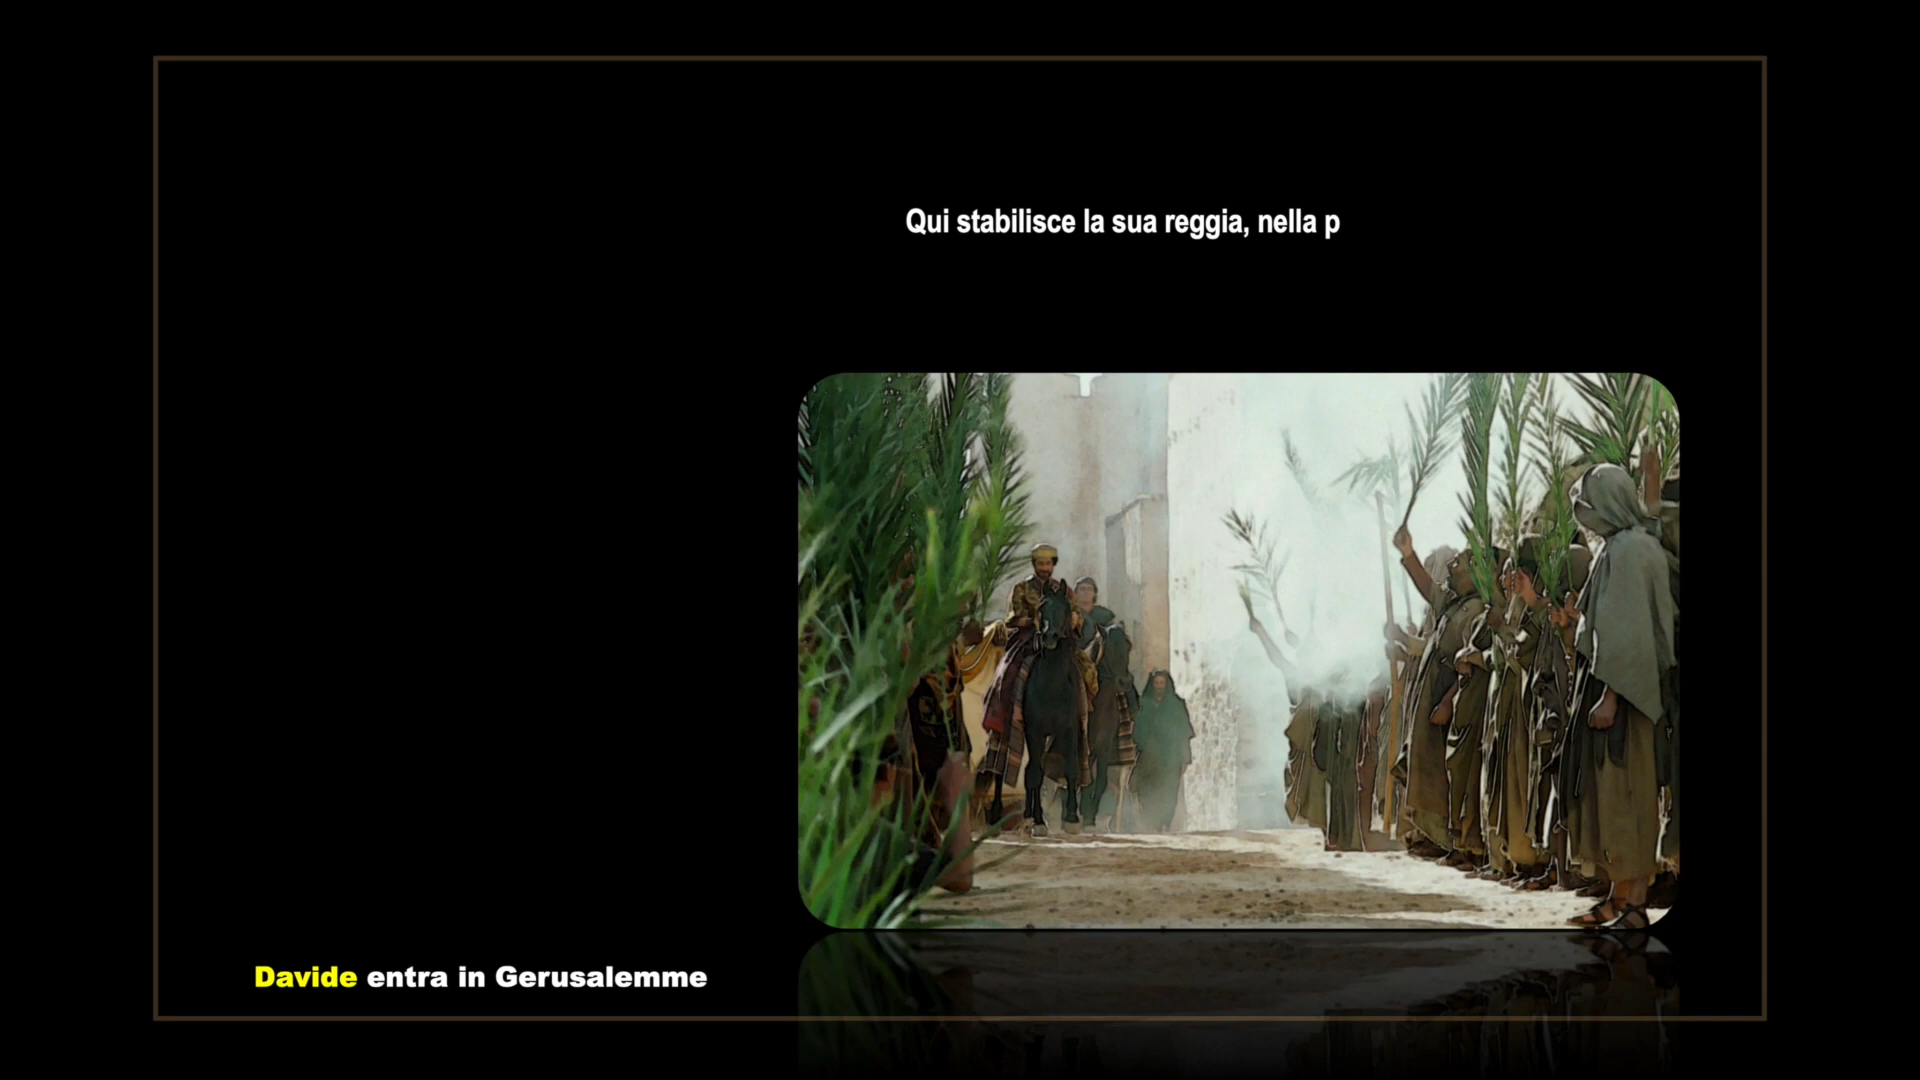 Qui stabilisce la sua reggia, nella p
Davide entra in Gerusalemme